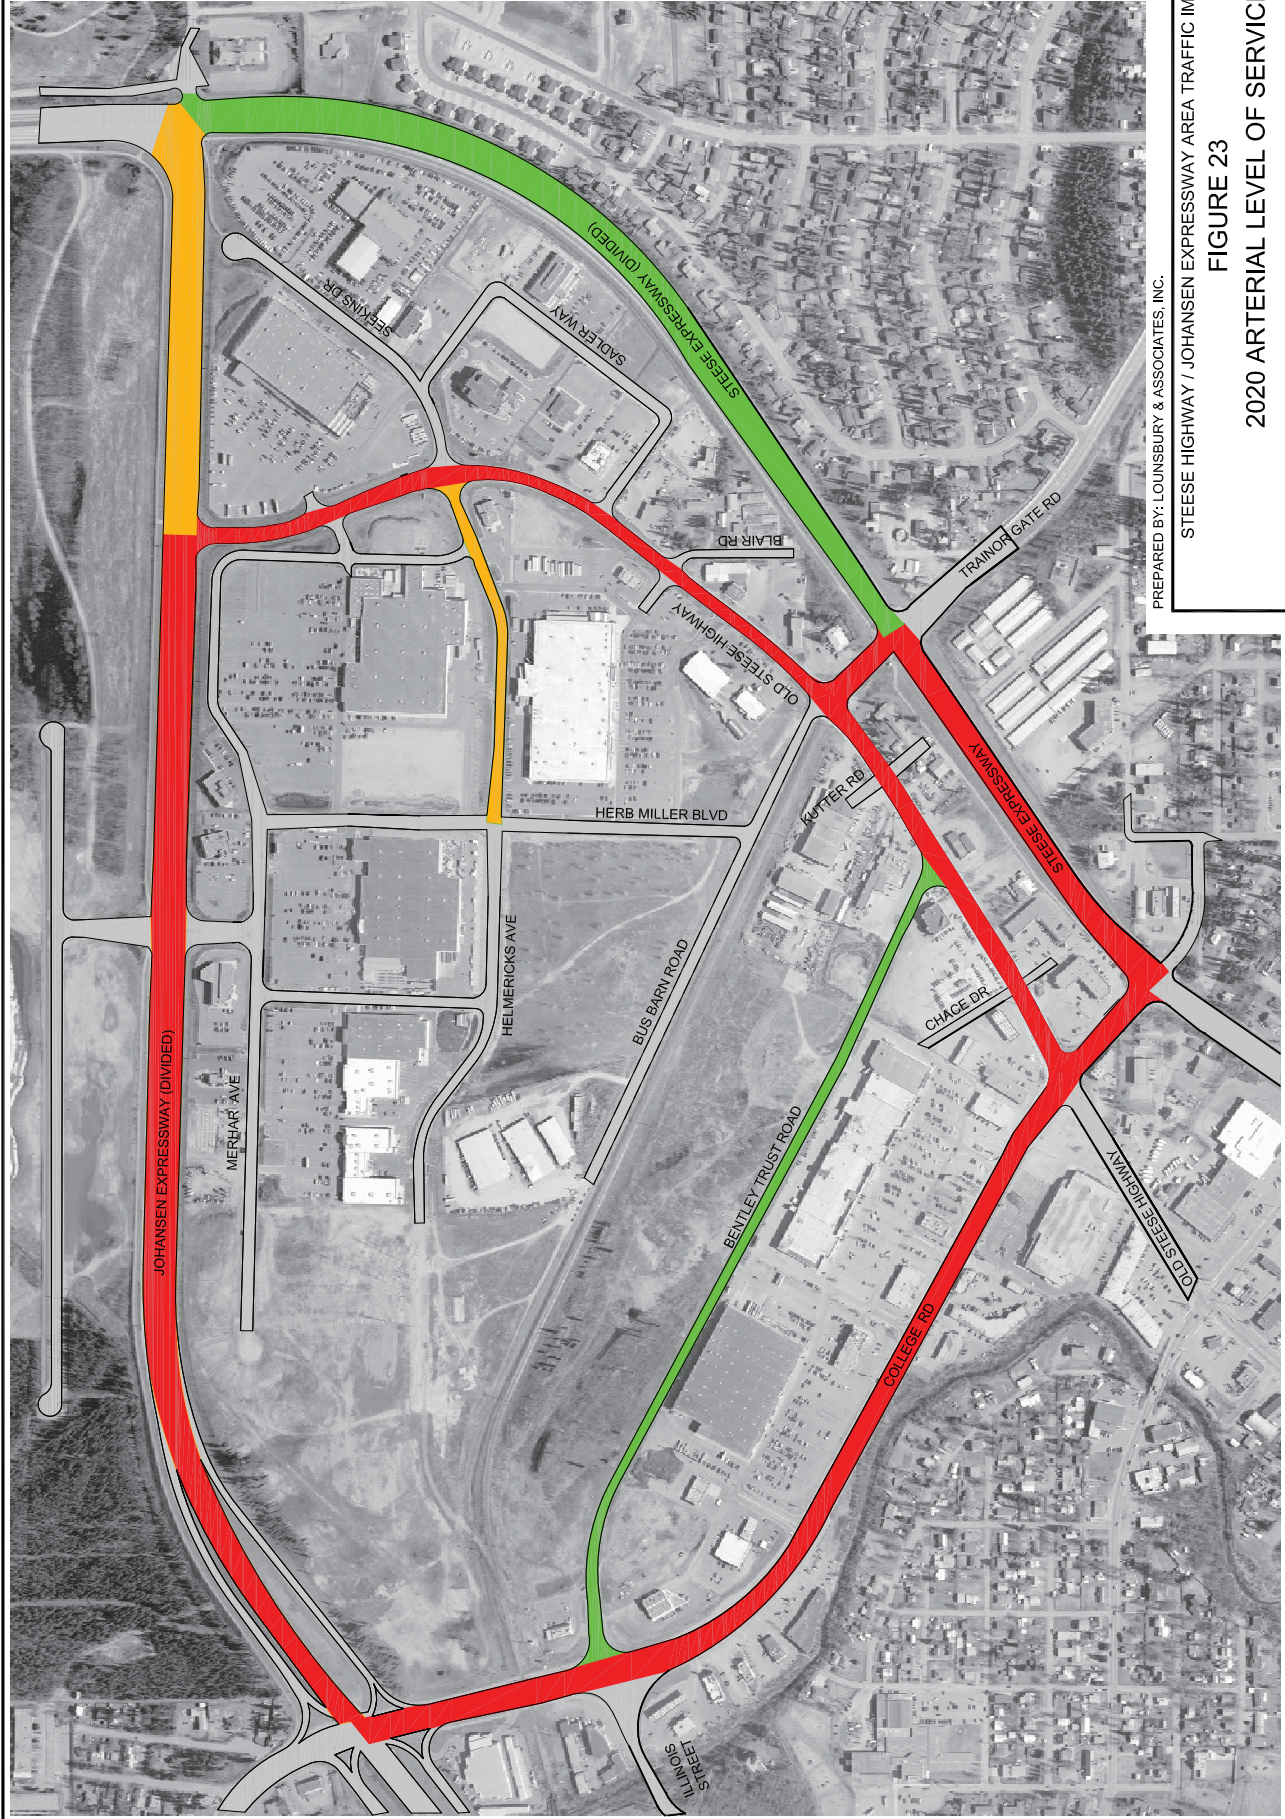 JOHANSEN EXPRESSWAY (DIVIDED)
STEESE EXPRESSWAY (DIVIDED)
SEEKINS DR
SADLER WAY
BLAIR RD
OLD STEESE HIGHWAY
TRAINOR GATE RD
KUTTER RD
HERB MILLER BLVD
STEESE EXPRESSWAY
HELMERICKS AVE
BUS BARN ROAD
CHACE DR
MERHAR AVE
BENTLEY TRUST ROAD
OLD STEESE HIGHWAY
COLLEGE RD
ILLINOIS
STREET
PREPARED BY: LOUNSBURY & ASSOCIATES, INC.
STEESE HIGHWAY / JOHANSEN EXPRESSWAY AREA TRAFFIC IM
FIGURE 23
2020 ARTERIAL LEVEL OF SERVIC